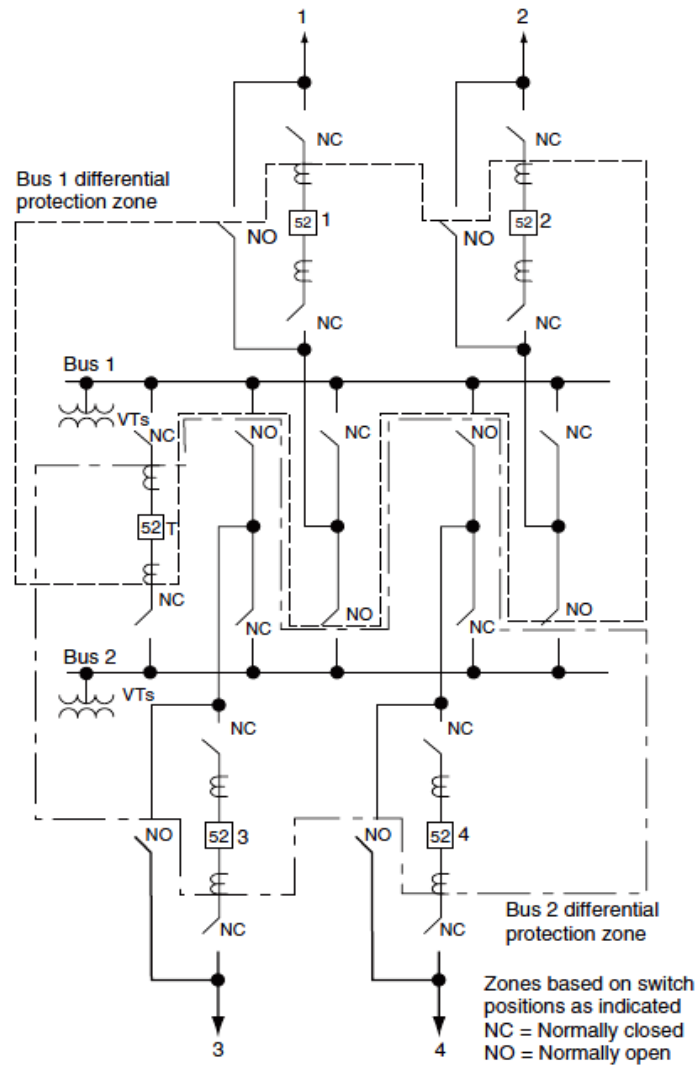 1
2
NC
NC
Bus 1 differential
protection zone
52 1
52 2
NO
NO
NC
NC
Bus 1
VTs
NC
NO
NC
NO
NC
52 T
NC
NC
NO
NC
NO
Bus 2
VTs
NC
NC
NO
52 3
NO
52 4
NC
NC
Bus 2 differential
protection zone
Zones based on switch
positions as indicated
NC = Normally closed
NO = Normally open
3
4